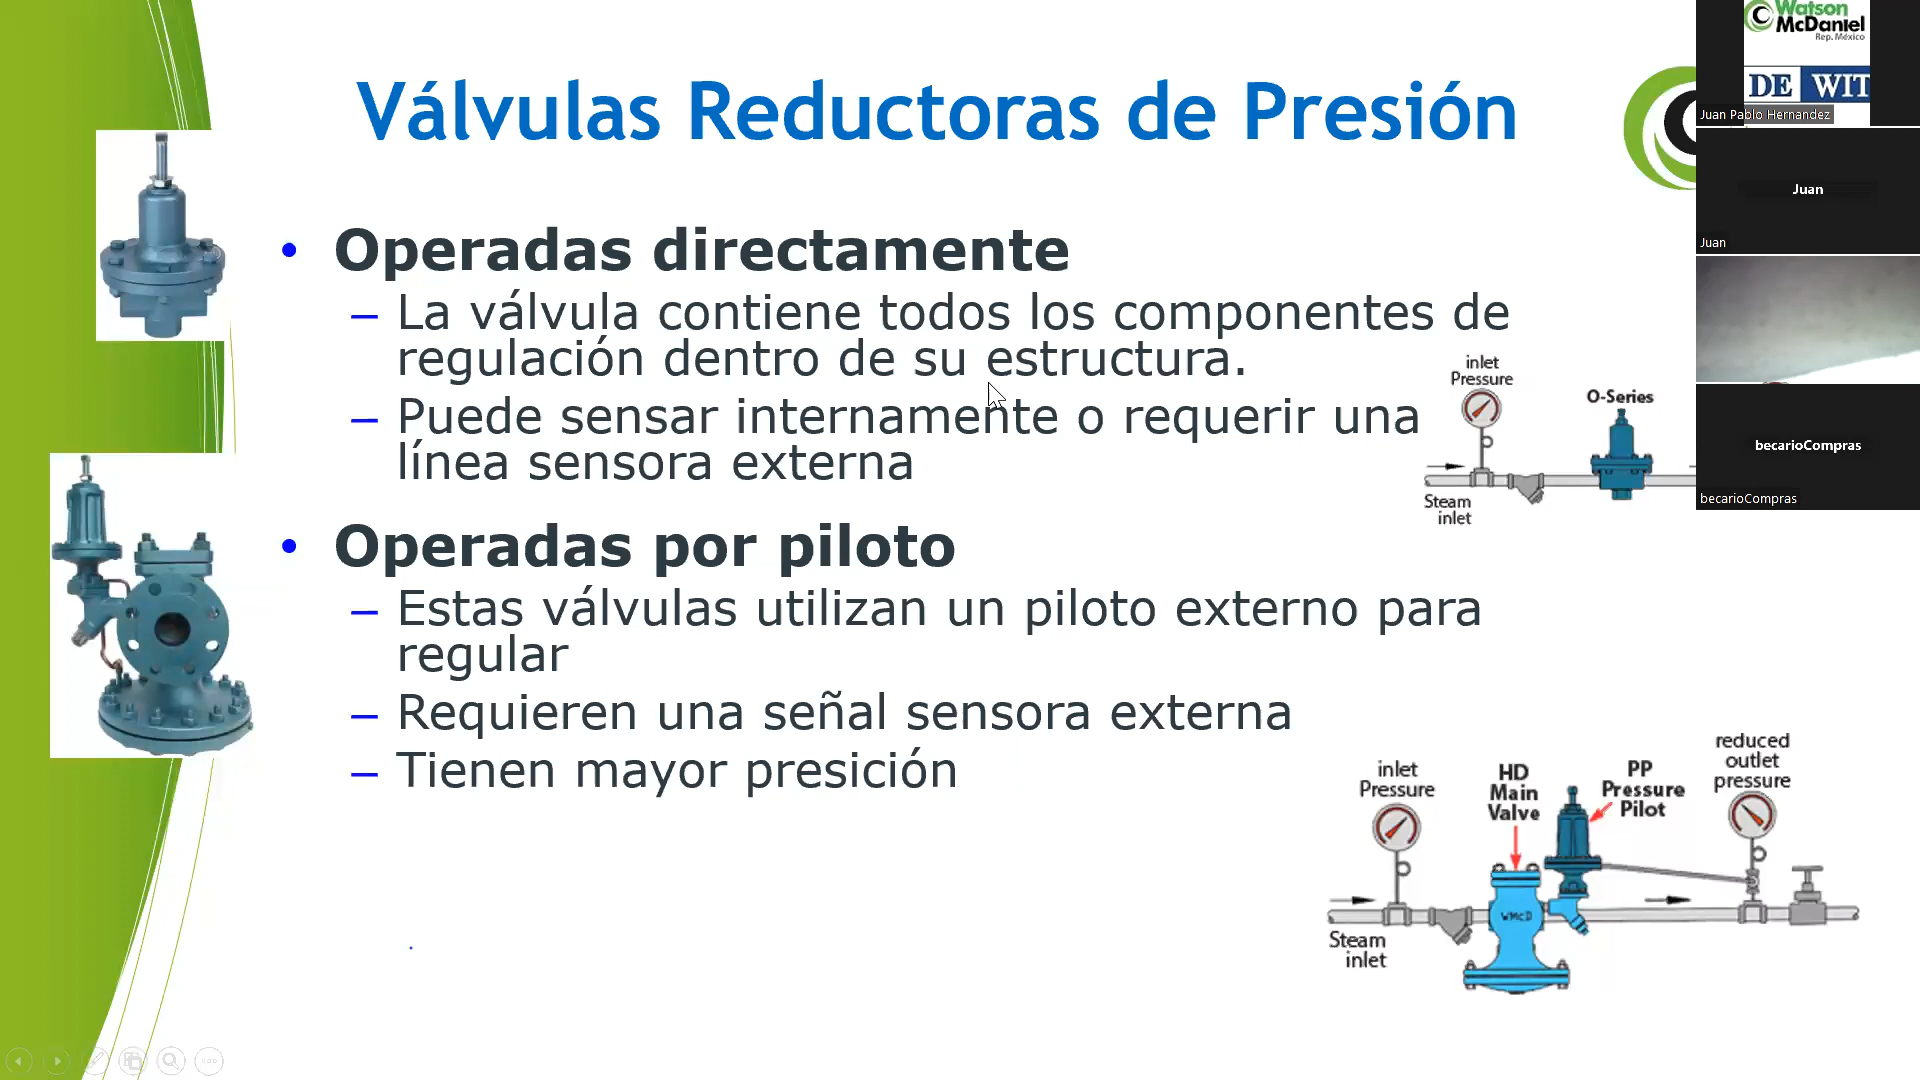 Válvulas Reductoras de Presión
• Operadas directamente
– La válvula contiene todos los componentes de
regulación dentro de su estructura.
– Puede sensar internamente o requerir una
línea sensora externa
• Operadas por piloto
– Estas válvulas utilizan un piloto externo para
regular
– Requieren una señal sensora externa
– Tienen mayor presición
inlet
Pressure
O-Series
Steam
inlet
inlet
Pressure
HD
Main
Valve
PP
Pressure
Pilot
reduced
outlet
pressure
WMcD
Steam
inlet
Watson
McDaniel
Rep. México
DE WIT
Juan Pablo Hernandez
Juan
Juan
becarioCompras
becarioCompras